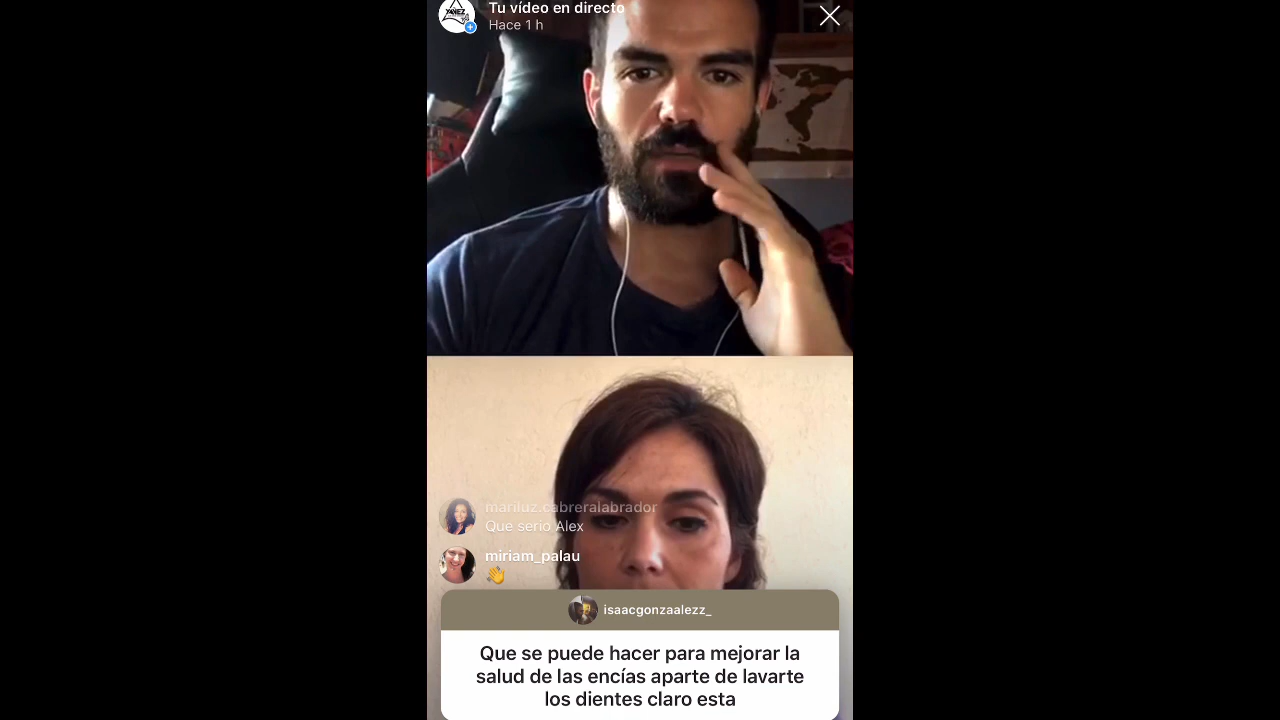 YAÑEZ
Tu vídeo en directo
Hace 1 h
mariluz.cabreralabrador
Que serio Alex
miriam_palau
👋
isaacgonzaalezz_
Que se puede hacer para mejorar la
salud de las encías aparte de lavarte
los dientes claro esta